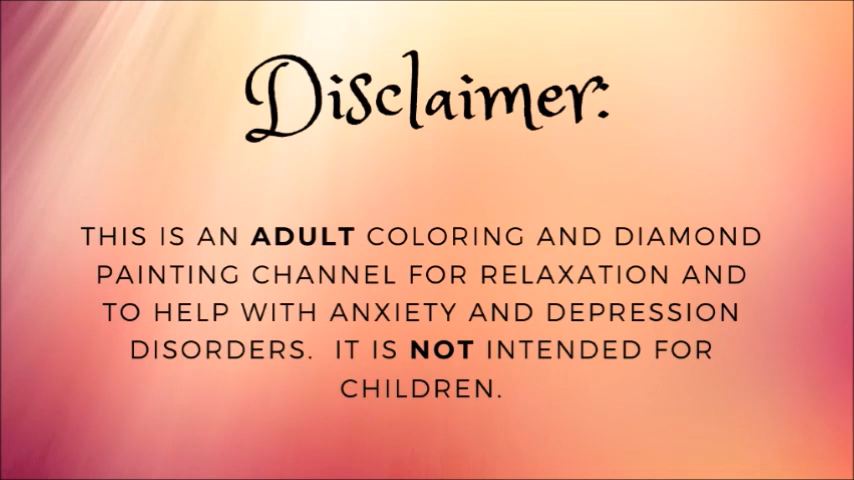 Disclaimer:
THIS IS AN ADULT COLORING AND DIAMOND
PAINTING CHANNEL FOR RELAXATION AND
TO HELP WITH ANXIETY AND DEPRESSION
DISORDERS.  IT IS NOT INTENDED FOR
CHILDREN.